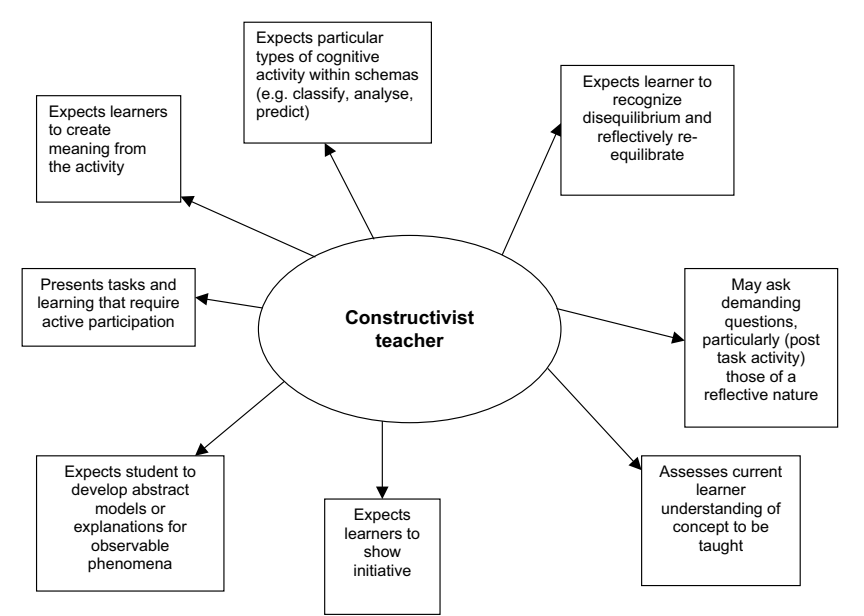 Expects particular
types of cognitive
activity within schemas
(e.g. classify, analyse,
predict)
Expects learner to
recognize
disequilibrium and
reflectively re-
equilibrate
Expects learners
to create
meaning from
the activity
Presents tasks and
learning that require
active participation
Constructivist
teacher
May ask
demanding
questions,
particularly (post
task activity)
those of a
reflective nature
Expects student to
develop abstract
models or
explanations for
observable
phenomena
Expects
learners to
show
initiative
Assesses current
learner
understanding of
concept to be
taught